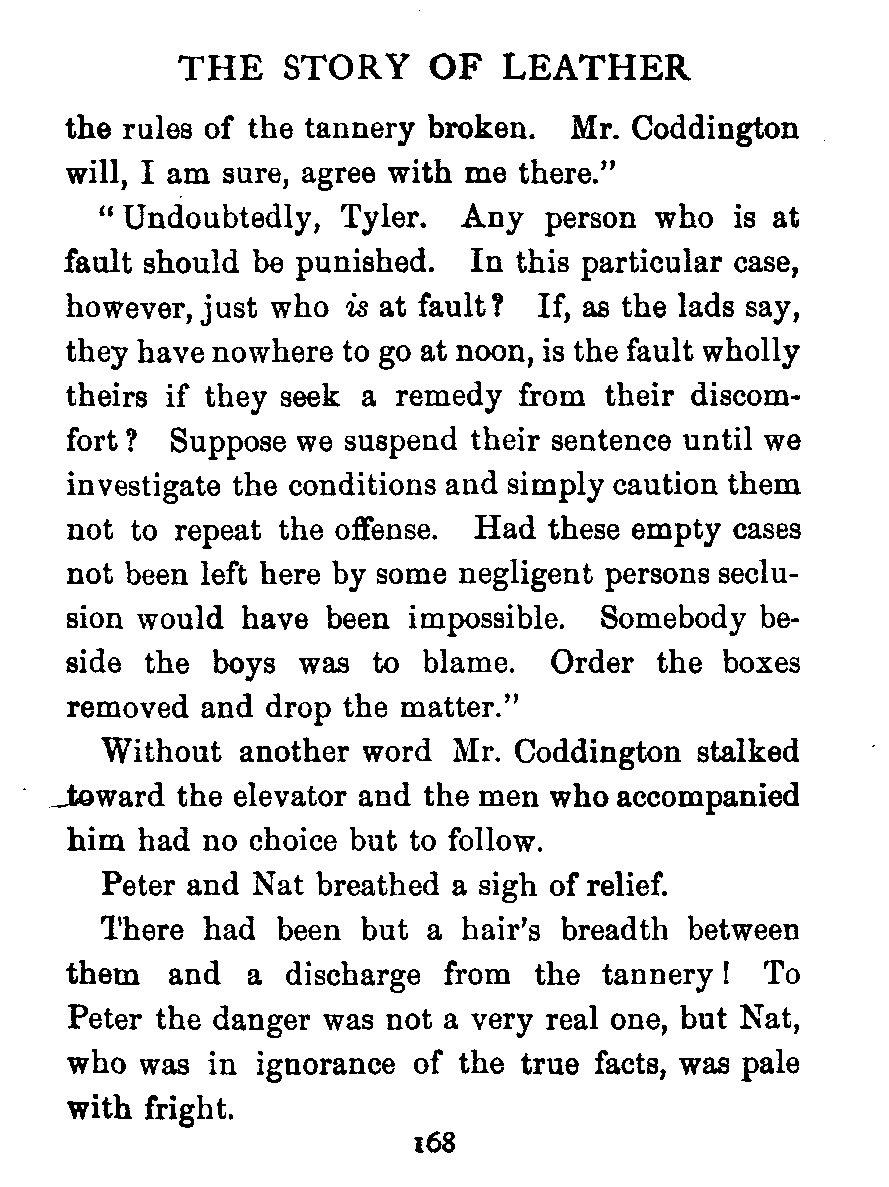 THE STORY OF LEATHER
the rules of the tannery broken. Mr. Coddington
will, I am sure, agree with me there."
"Undoubtedly, Tyler. Any person who is at
fault should be punished. In this particular case,
however, just who is at fault? If, as the lads say,
they have nowhere to go at noon, is the fault wholly
theirs if they seek a remedy from their discom-
fort? Suppose we suspend their sentence until we
investigate the conditions and simply caution them
not to repeat the offense. Had these empty cases
not been left here by some negligent persons seclu-
sion would have been impossible. Somebody be-
side the boys was to blame. Order the boxes
removed and drop the matter."
Without another word Mr. Coddington stalked
toward the elevator and the men who accompanied
him had no choice but to follow.
Peter and Nat breathed a sigh of relief.
There had been but a hair's breadth between
them and a discharge from the tannery! To
Peter the danger was not a very real one, but Nat,
who was in ignorance of the true facts, was pale
with fright.
168